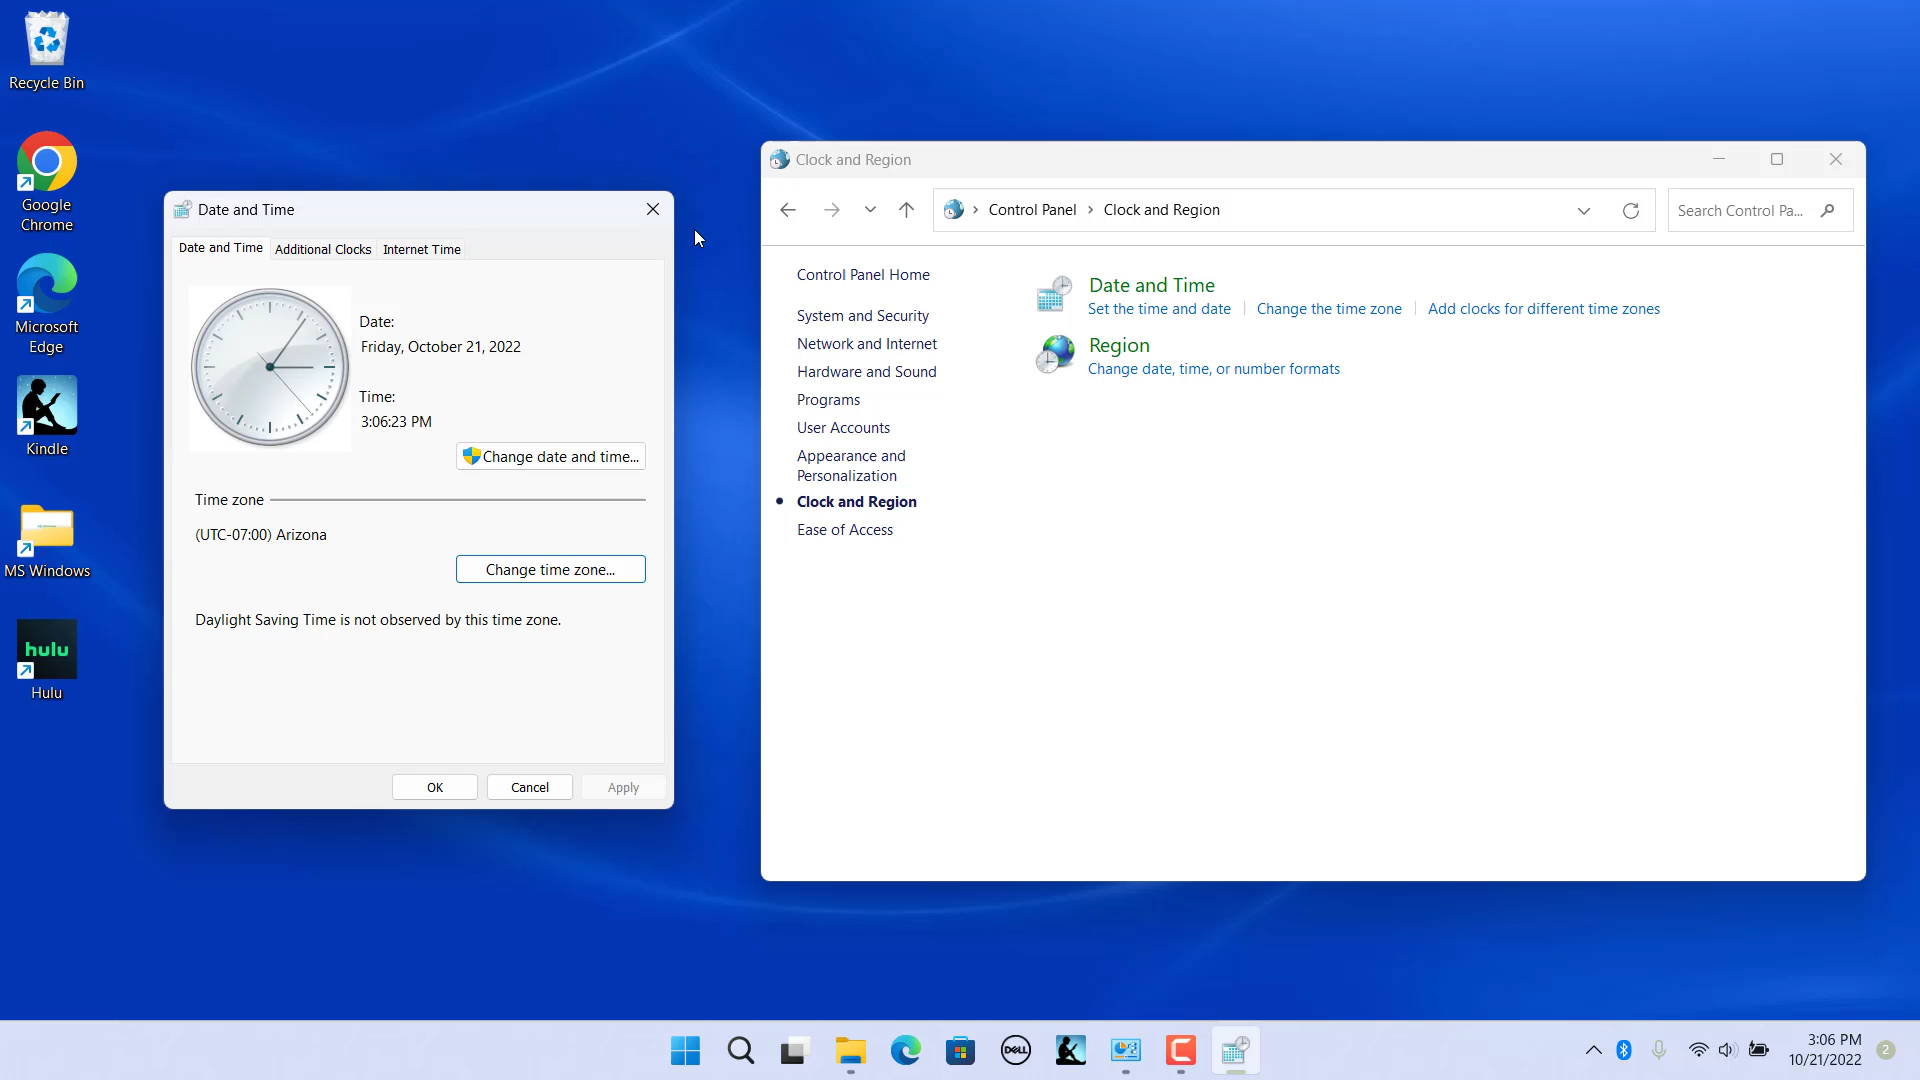 Recycle Bin
Google
Chrome
Microsoft
Edge
Kindle
MS Windows
hulu
Hulu
Date and Time
Date and Time
Additional Clocks
Internet Time
Date:
Friday, October 21, 2022
Time:
3:06:23 PM
Change date and time...
Time zone
(UTC-07:00) Arizona
Change time zone...
Daylight Saving Time is not observed by this time zone.
OK
Cancel
Apply
Clock and Region
Control Panel
Clock and Region
Search Control Pa...
Control Panel Home
System and Security
Network and Internet
Hardware and Sound
Programs
User Accounts
Appearance and
Personalization
Clock and Region
Ease of Access
Date and Time
Set the time and date
Change the time zone
Add clocks for different time zones
Region
Change date, time, or number formats
DELL
3:06 PM
10/21/2022
2